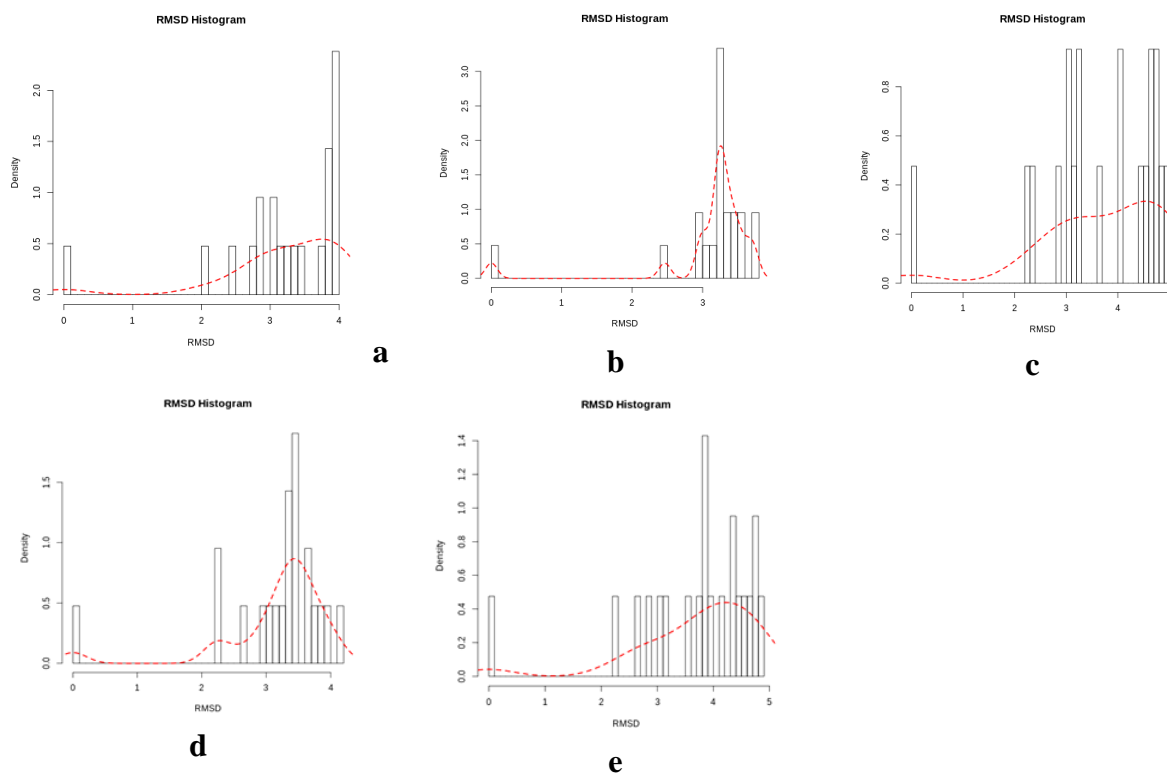 RMSD Histogram
Density
0.0 0.5 1.0 1.5 2.0
0 1 2 3 4
RMSD
a
RMSD Histogram
Density
0.0 0.5 1.0 1.5 2.0 2.5 3.0
0 1 2 3
RMSD
b
RMSD Histogram
Density
0.0 0.2 0.4 0.6 0.8
0 1 2 3 4
RMSD
c
RMSD Histogram
Density
0.0 0.5 1.0 1.5
0 1 2 3 4
RMSD
d
RMSD Histogram
Density
0.0 0.2 0.4 0.6 0.8 1.0 1.2 1.4
0 1 2 3 4 5
RMSD
e